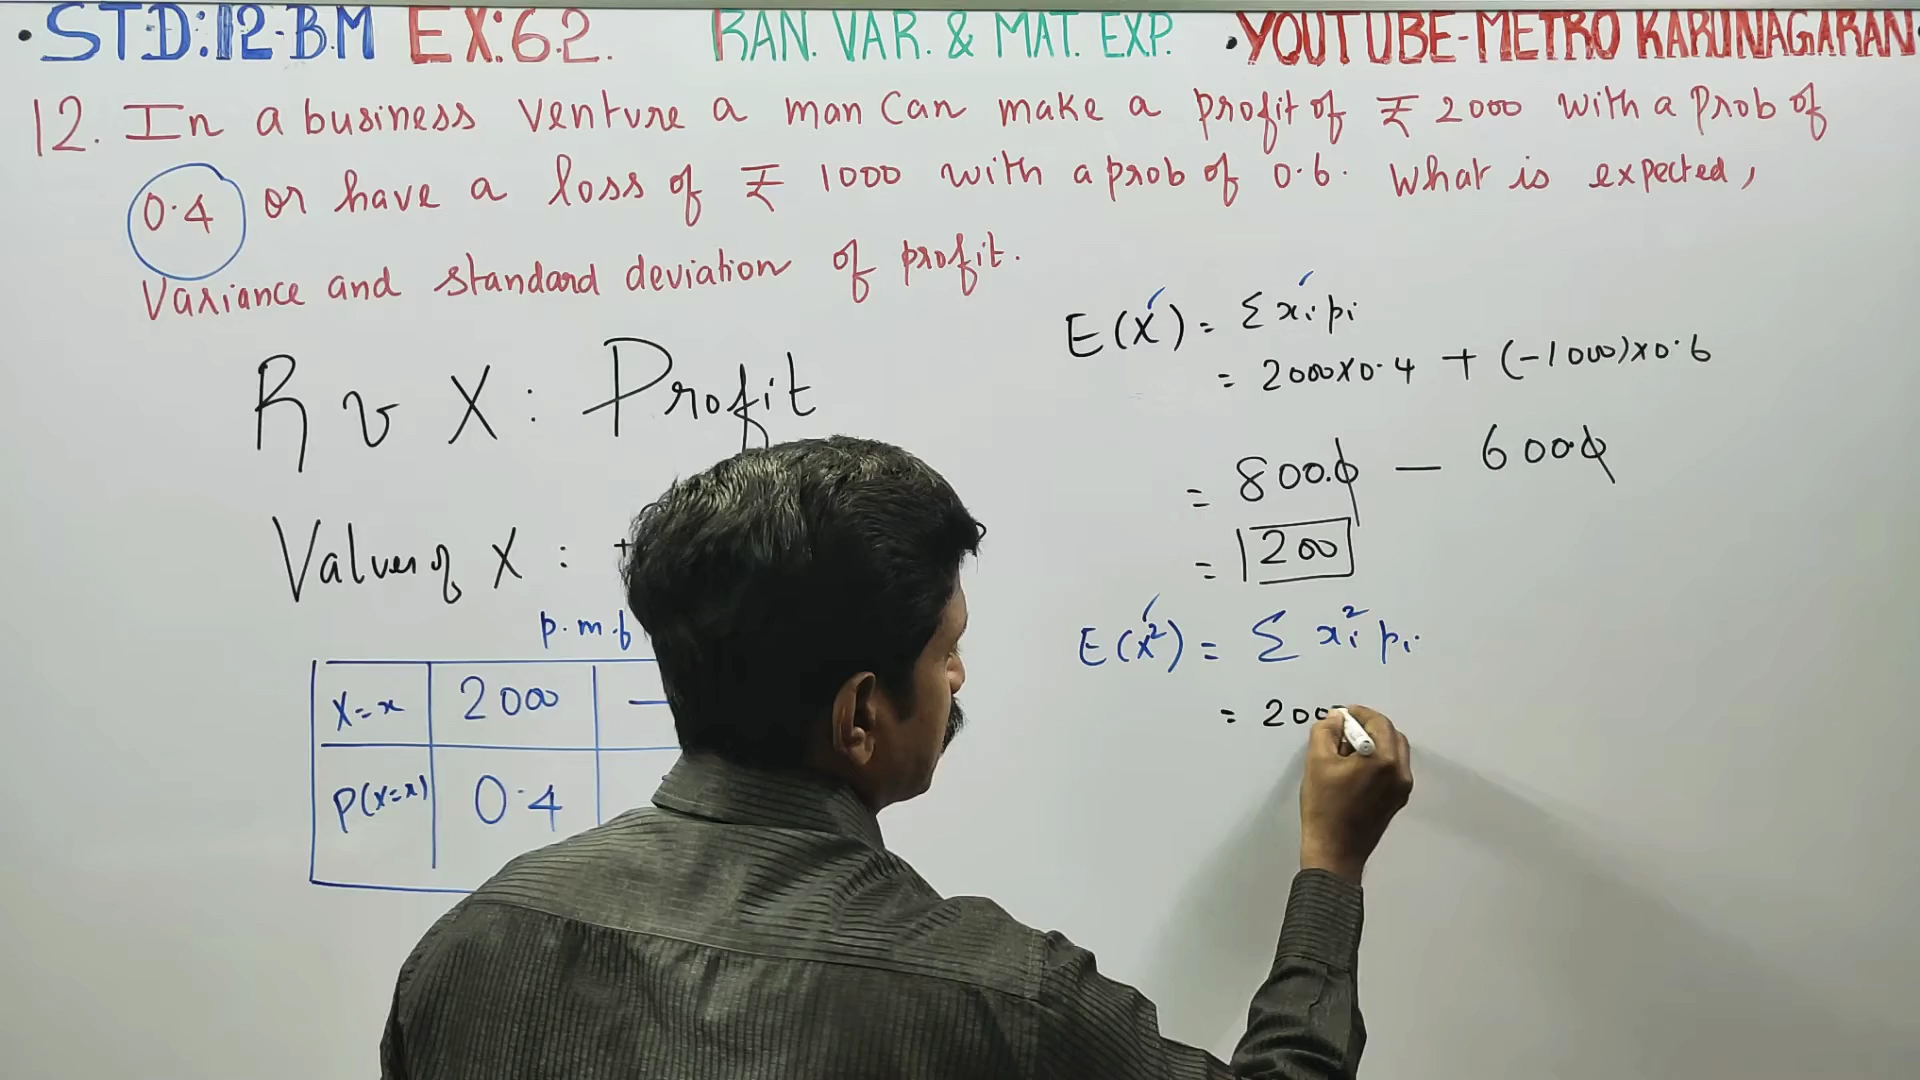 • STD:12-B.M EX:6.2. RAN. VAR. & MAT. EXP. • YOUTUBE-METRO KARUNAGARAN
12. In a business venture a man can make a profit of ₹ 2000 with a prob of
0.4 or have a loss of ₹ 1000 with a prob of 0.6. What is expected,
Variance and standard deviation of profit.
R v X : Profit
Values of X : +
p.m.f
X=x 2000 —
P(X=x) 0.4
E(X) = Σ xi pi
= 2000x0.4 + (-1000)x0.6
= 800.0 — 600.0
= 200
E(X²) = Σ xi² pi
= 200